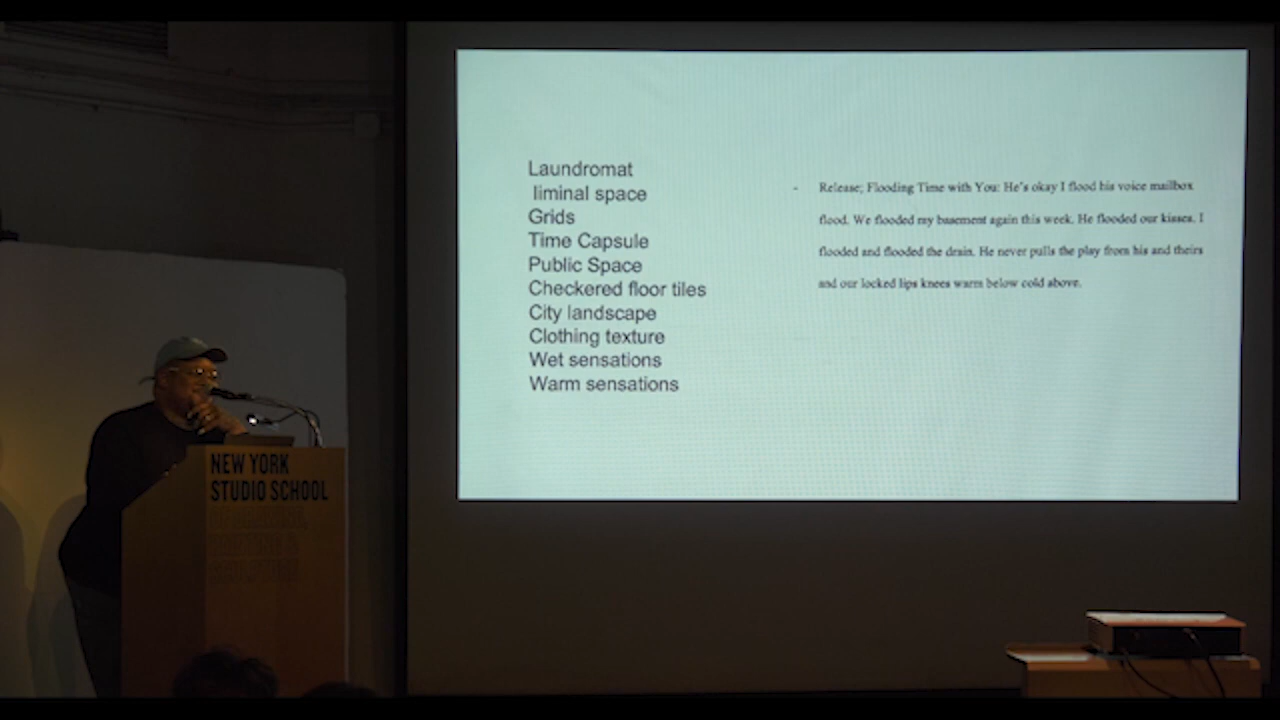 Laundromat
liminal space
Grids
Time Capsule
Public Space
Checkered floor tiles
City landscape
Clothing texture
Wet sensations
Warm sensations
- Release; Flooding Time with You: He's okay I flood his voice mailbox
flood. We flooded my basement again this week. He flooded our kisses. I
flooded and flooded the drain. He never pulls the play from his and theirs
and our locked lips knees warm below cold above.
NEW YORK
STUDIO SCHOOL